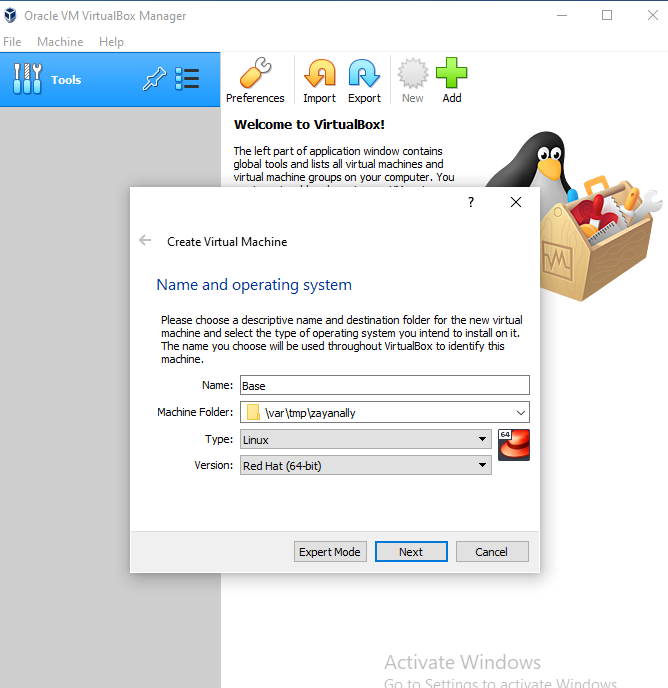 Oracle VM VirtualBox Manager
File Machine Help
Tools
Preferences Import Export New Add
Welcome to VirtualBox!
The left part of application window contains
global tools and lists all virtual machines and
virtual machine groups on your computer. You
?
Create Virtual Machine
Name and operating system
Please choose a descriptive name and destination folder for the new virtual
machine and select the type of operating system you intend to install on it.
The name you choose will be used throughout VirtualBox to identify this
machine.
Name: Base
Machine Folder: \var\tmp\zayanally
Type: Linux
64
Version: Red Hat (64-bit)
Expert Mode Next Cancel
Activate Windows
Go to Settings to activate Windows.